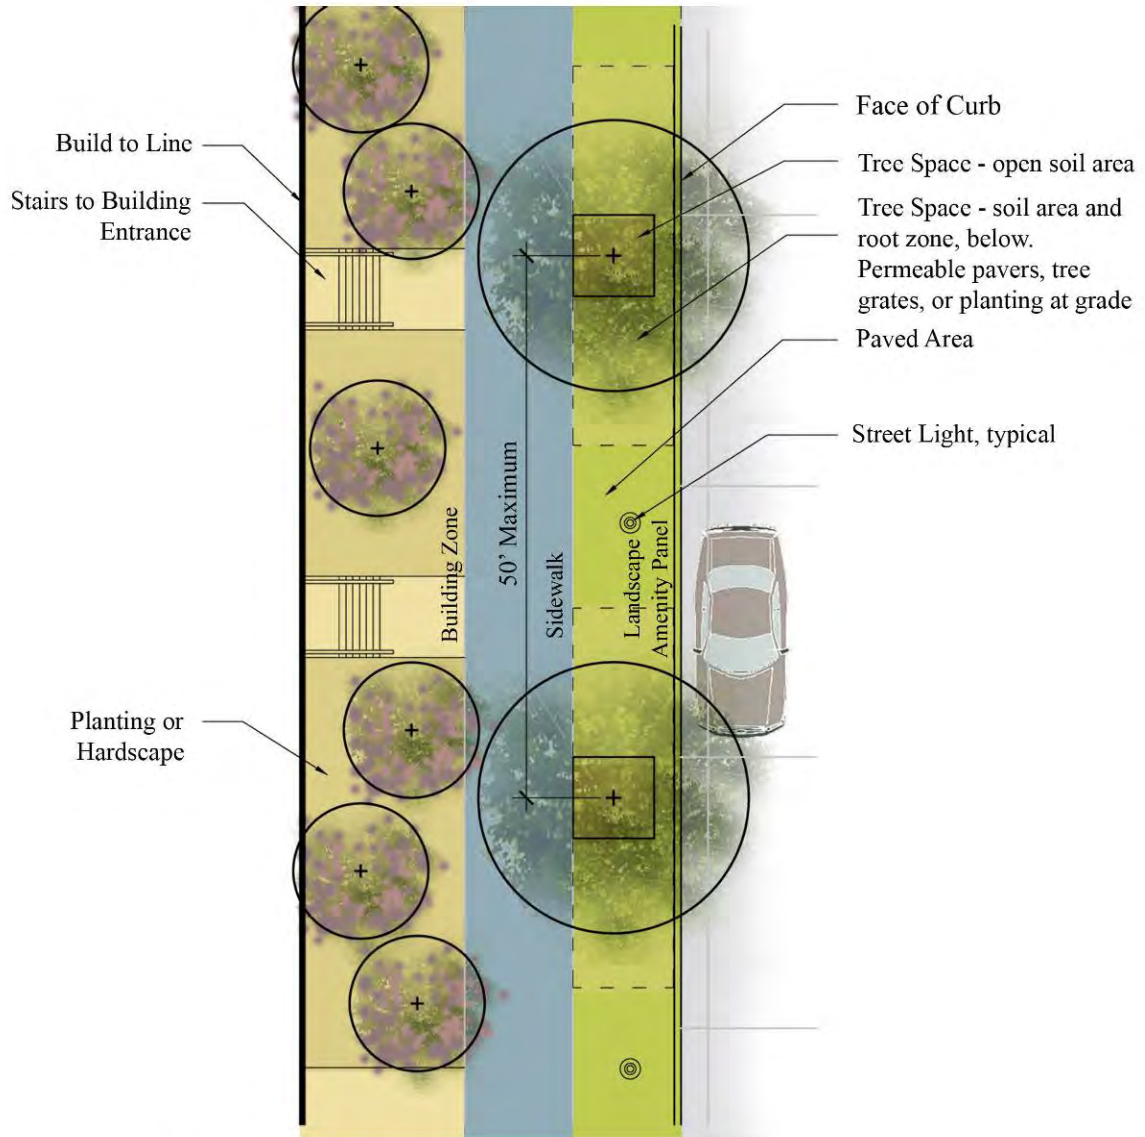 Build to Line
Stairs to Building
Entrance
Planting or
Hardscape
Building Zone
50' Maximum
Sidewalk
Landscape
Amenity Panel
Face of Curb
Tree Space - open soil area
Tree Space - soil area and
root zone, below.
Permeable pavers, tree
grates, or planting at grade
Paved Area
Street Light, typical